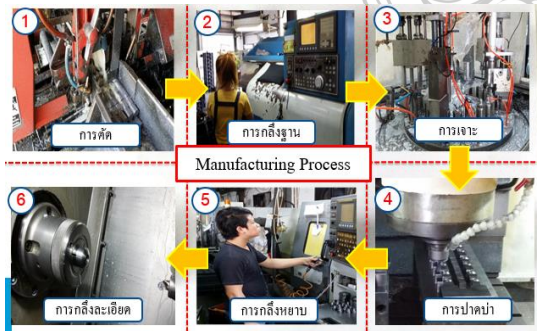 1
การตัด
2
การกลึงฐาน
3
การเจาะ
Manufacturing Process
4
การปาดบ่า
5
การกลึงหยาบ
6
การกลึงละเอียด